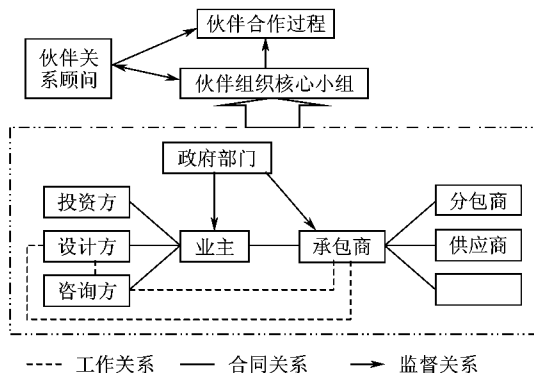 伙伴合作过程
伙伴关
系顾问
伙伴组织核心小组
政府部门
投资方
分包商
设计方
业主
承包商
供应商
咨询方
工作关系
合同关系
监督关系